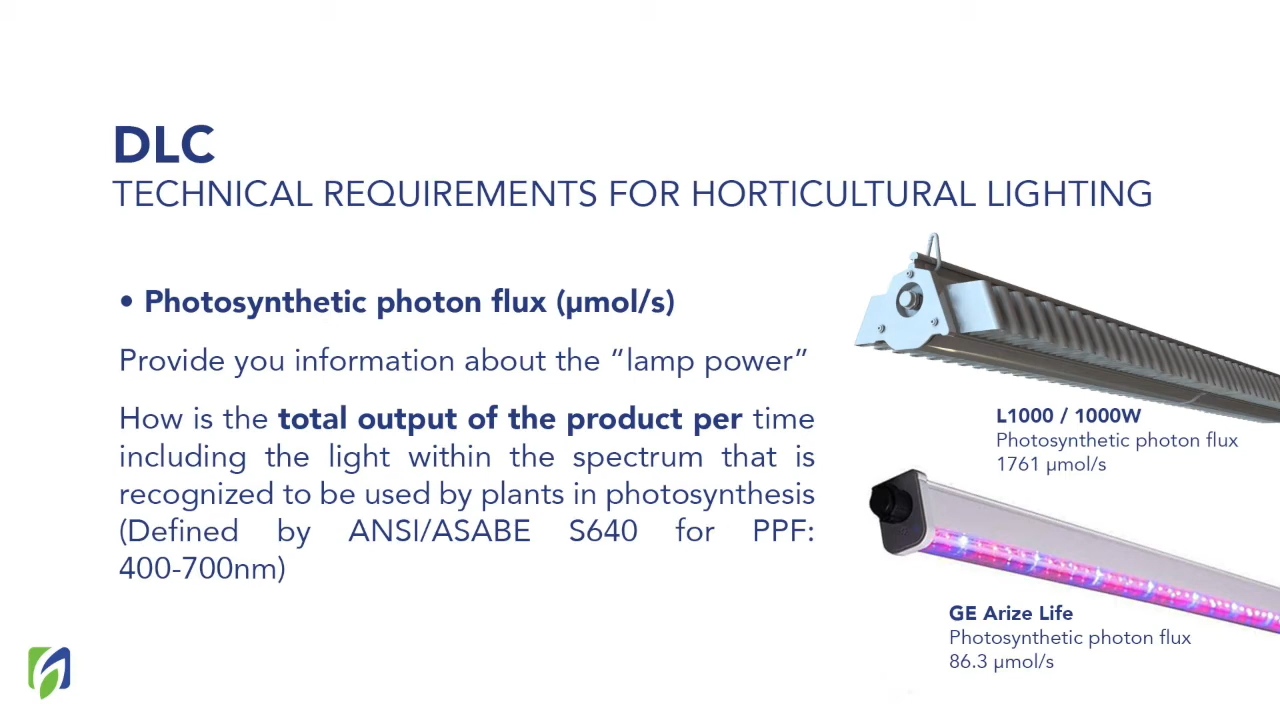 DLC
TECHNICAL REQUIREMENTS FOR HORTICULTURAL LIGHTING
• Photosynthetic photon flux (µmol/s)
Provide you information about the “lamp power”
How is the total output of the product per time
including the light within the spectrum that is
recognized to be used by plants in photosynthesis
(Defined by ANSI/ASABE S640 for PPF:
400-700nm)
L1000 / 1000W
Photosynthetic photon flux
1761 µmol/s
GE Arize Life
Photosynthetic photon flux
86.3 µmol/s